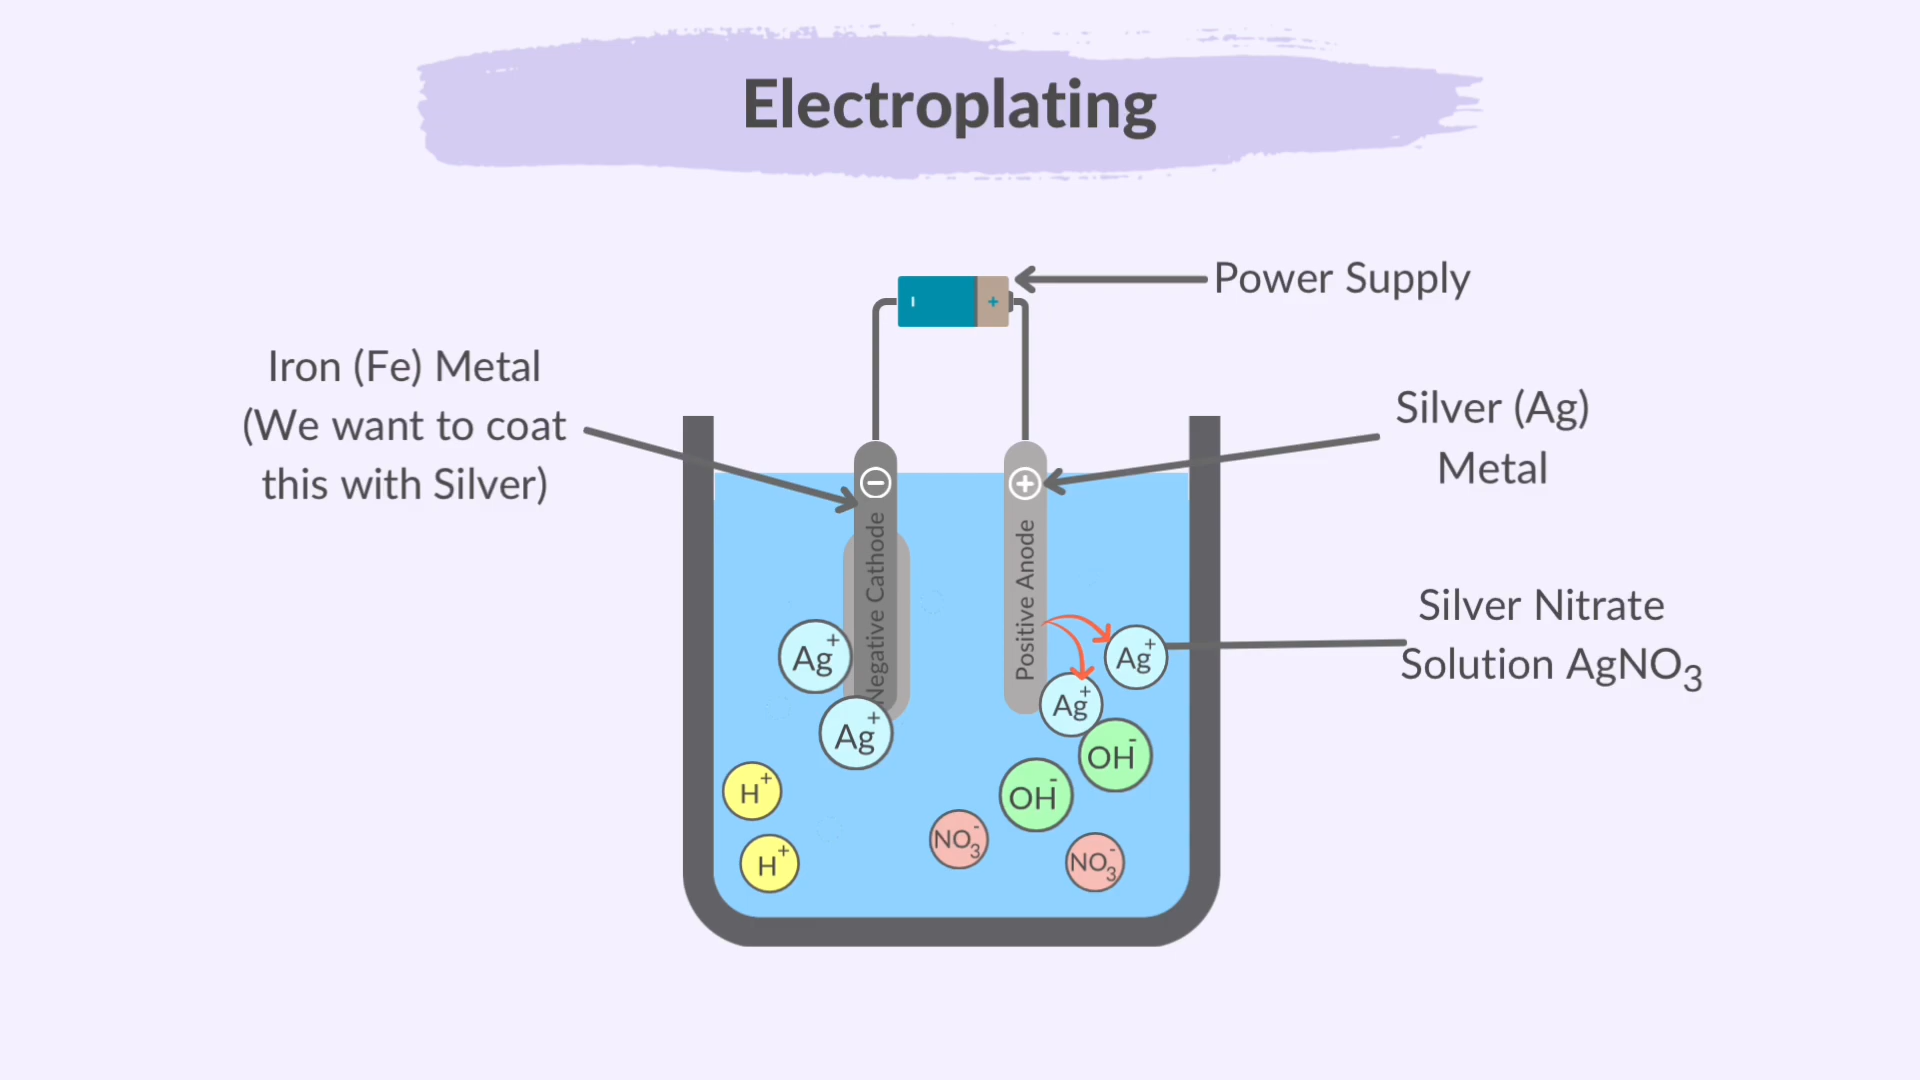 Electroplating
Power Supply
Iron (Fe) Metal
(We want to coat
this with Silver)
Silver (Ag)
Metal
Silver Nitrate
Solution AgNO₃
Negative Cathode
Positive Anode
Ag⁺
Ag⁺
Ag⁺
Ag⁺
OH⁻
OH⁻
H⁺
H⁺
NO₃⁻
NO₃⁻